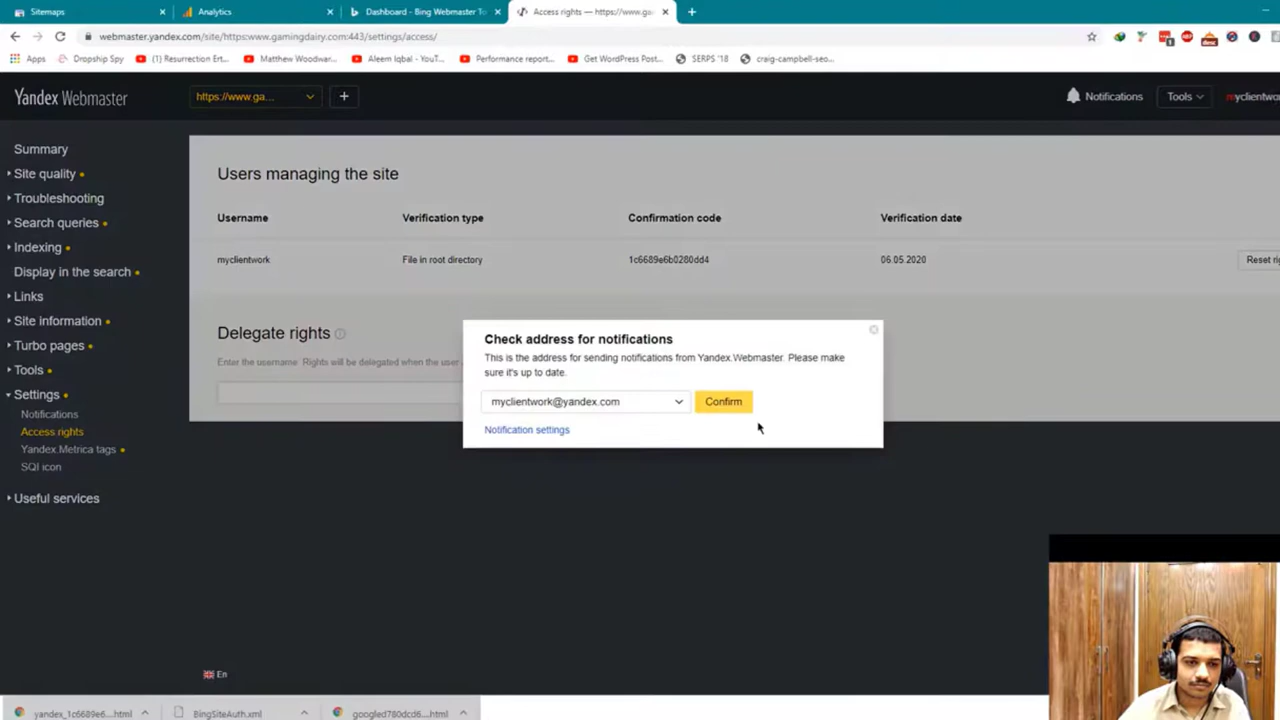 Sitemaps
Analytics
Dashboard - Bing Webmaster To
Access rights — https://www.ga
webmaster.yandex.com/site/https:www.gamingdairy.com:443/settings/access/
Apps
Dropship Spy
(1) Resurrection Ert...
Matthew Woodwar...
Aleem Iqbal - YouT...
Performance report...
Get WordPress Post...
SERPS '18
craig-campbell-seo...
Yandex Webmaster
https://www.ga...
+
Notifications
Tools
myclientwor
Summary
Site quality
Troubleshooting
Search queries
Indexing
Display in the search
Links
Site information
Turbo pages
Tools
Settings
Notifications
Access rights
Yandex.Metrica tags
SQI icon
Useful services
Users managing the site
Username Verification type Confirmation code Verification date
myclientwork File in root directory 1c6689e6b0280dd4 06.05.2020 Reset ri
Delegate rights
Enter the username. Rights will be delegated when the user
Check address for notifications
This is the address for sending notifications from Yandex.Webmaster. Please make
sure it's up to date.
myclientwork@yandex.com
Confirm
Notification settings
En
yandex_1c6689e6....html
BingSiteAuth.xml
googled780dcd6....html